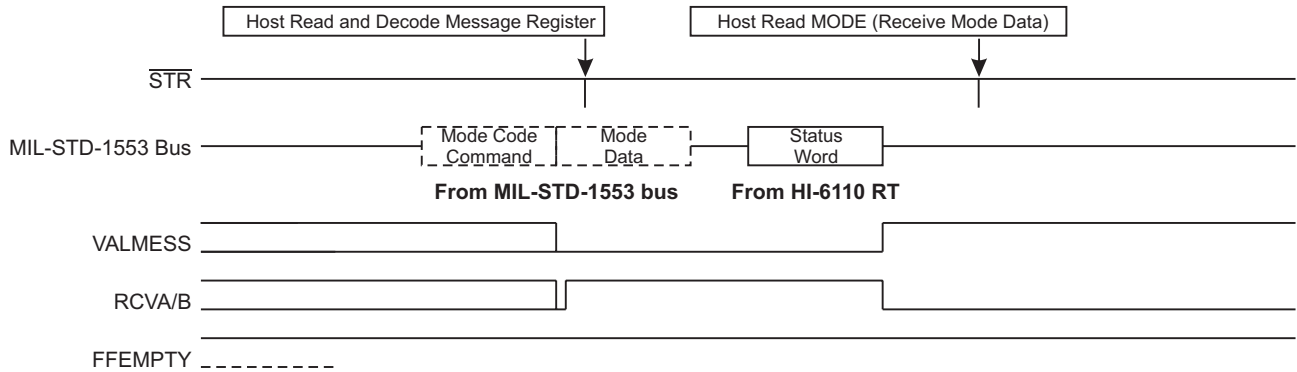 Host Read and Decode Message Register
Host Read MODE (Receive Mode Data)
STR
MIL-STD-1553 Bus
Mode Code
Command
Mode
Data
Status
Word
From MIL-STD-1553 bus
From HI-6110 RT
VALMESS
RCVA/B
FFEMPTY